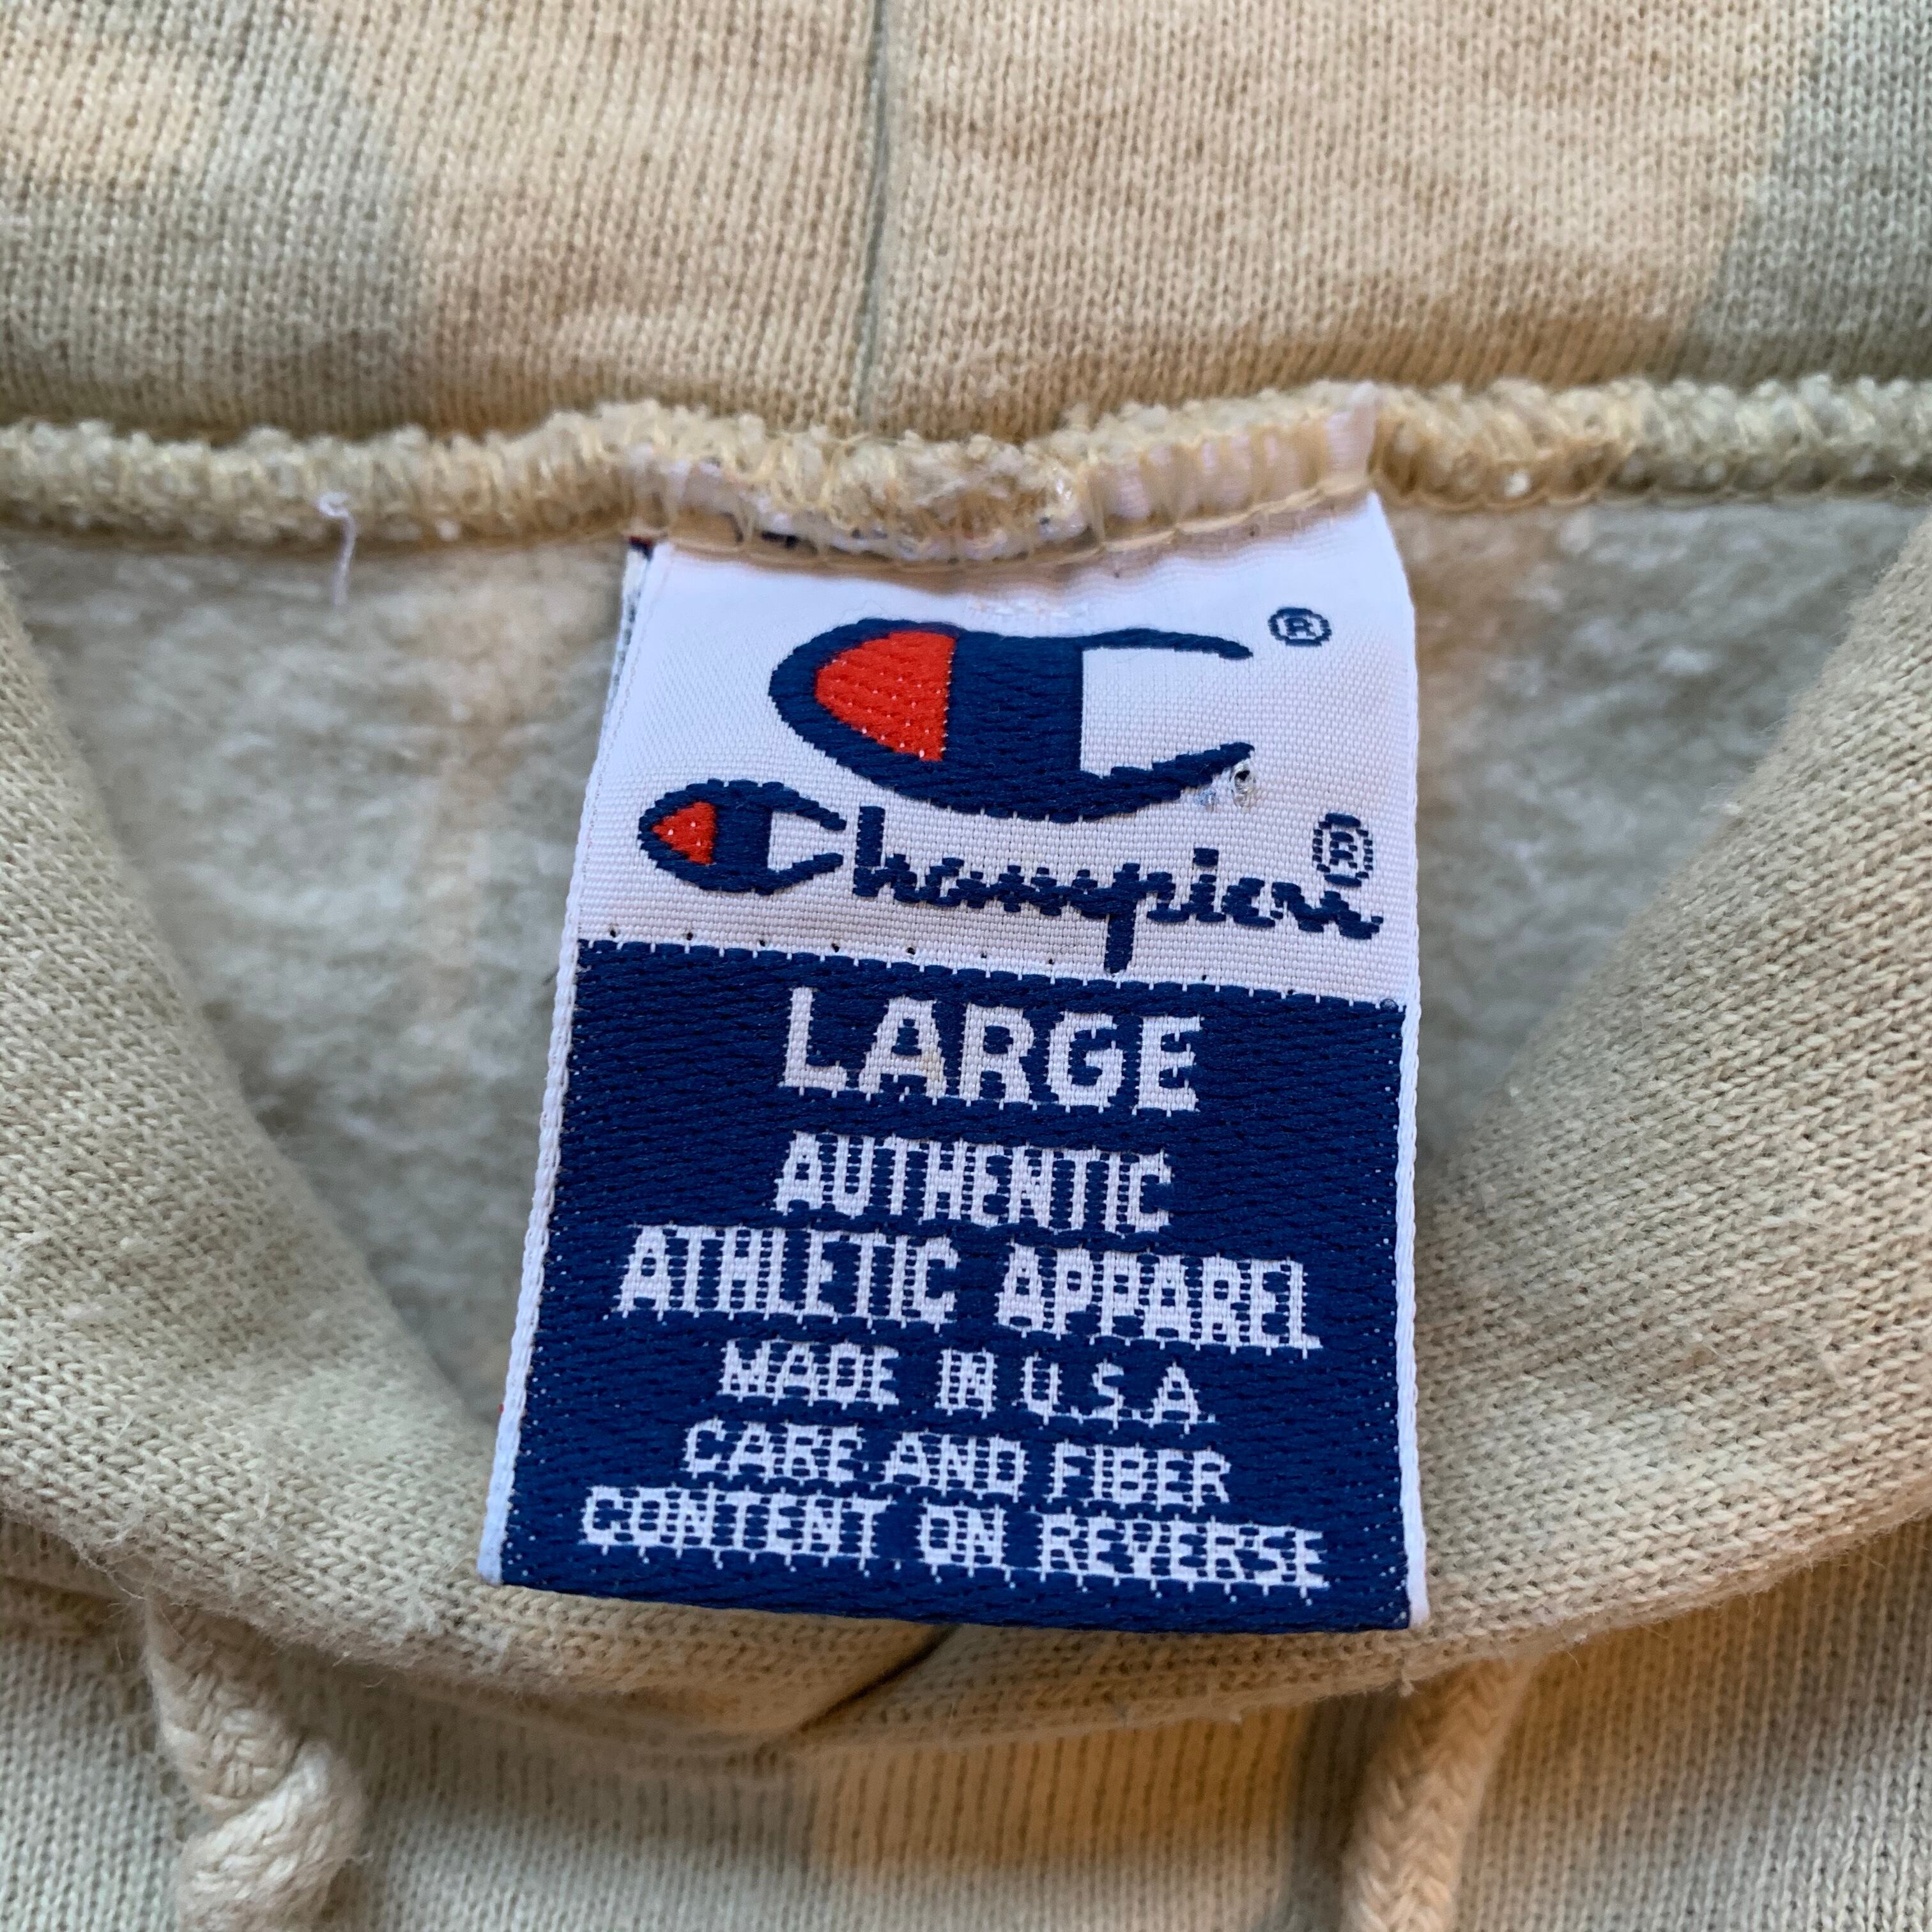 C ®
Champion ®
LARGE
AUTHENTIC
ATHLETIC APPAREL
MADE IN U.S.A.
CARE AND FIBER
CONTENT ON REVERSE